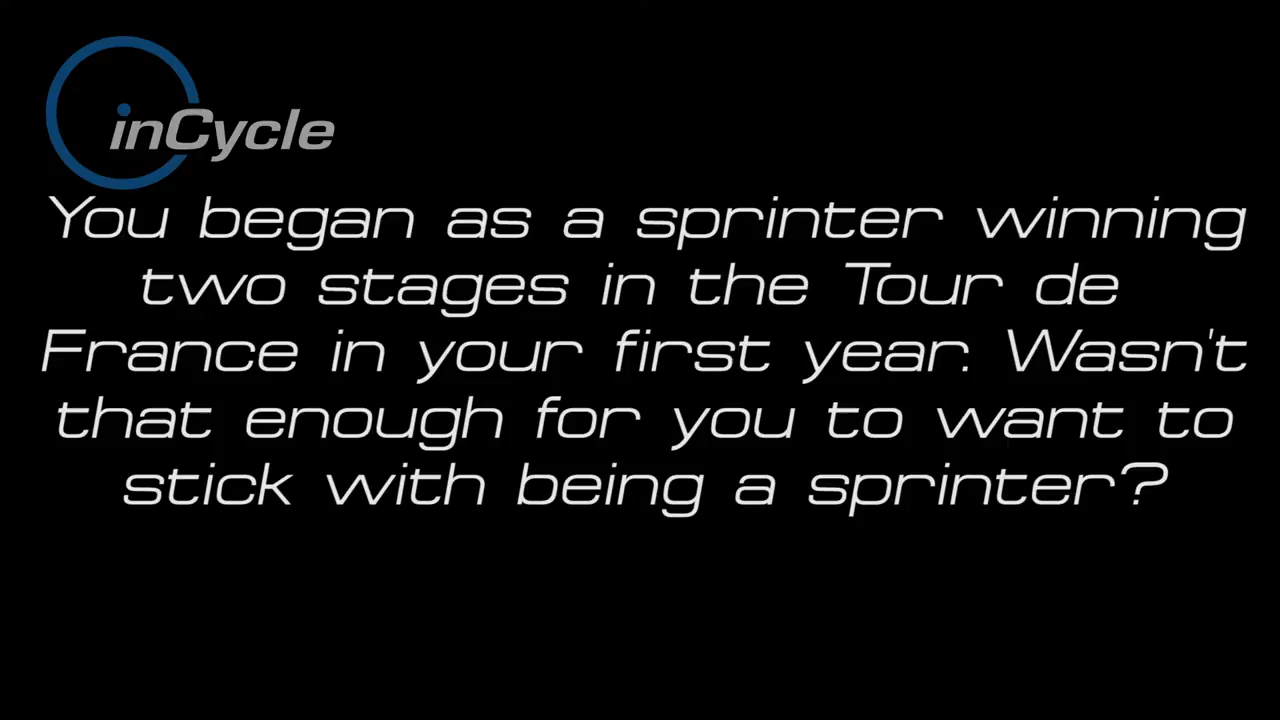 inCycle
You began as a sprinter winning
two stages in the Tour de
France in your first year. Wasn't
that enough for you to want to
stick with being a sprinter?